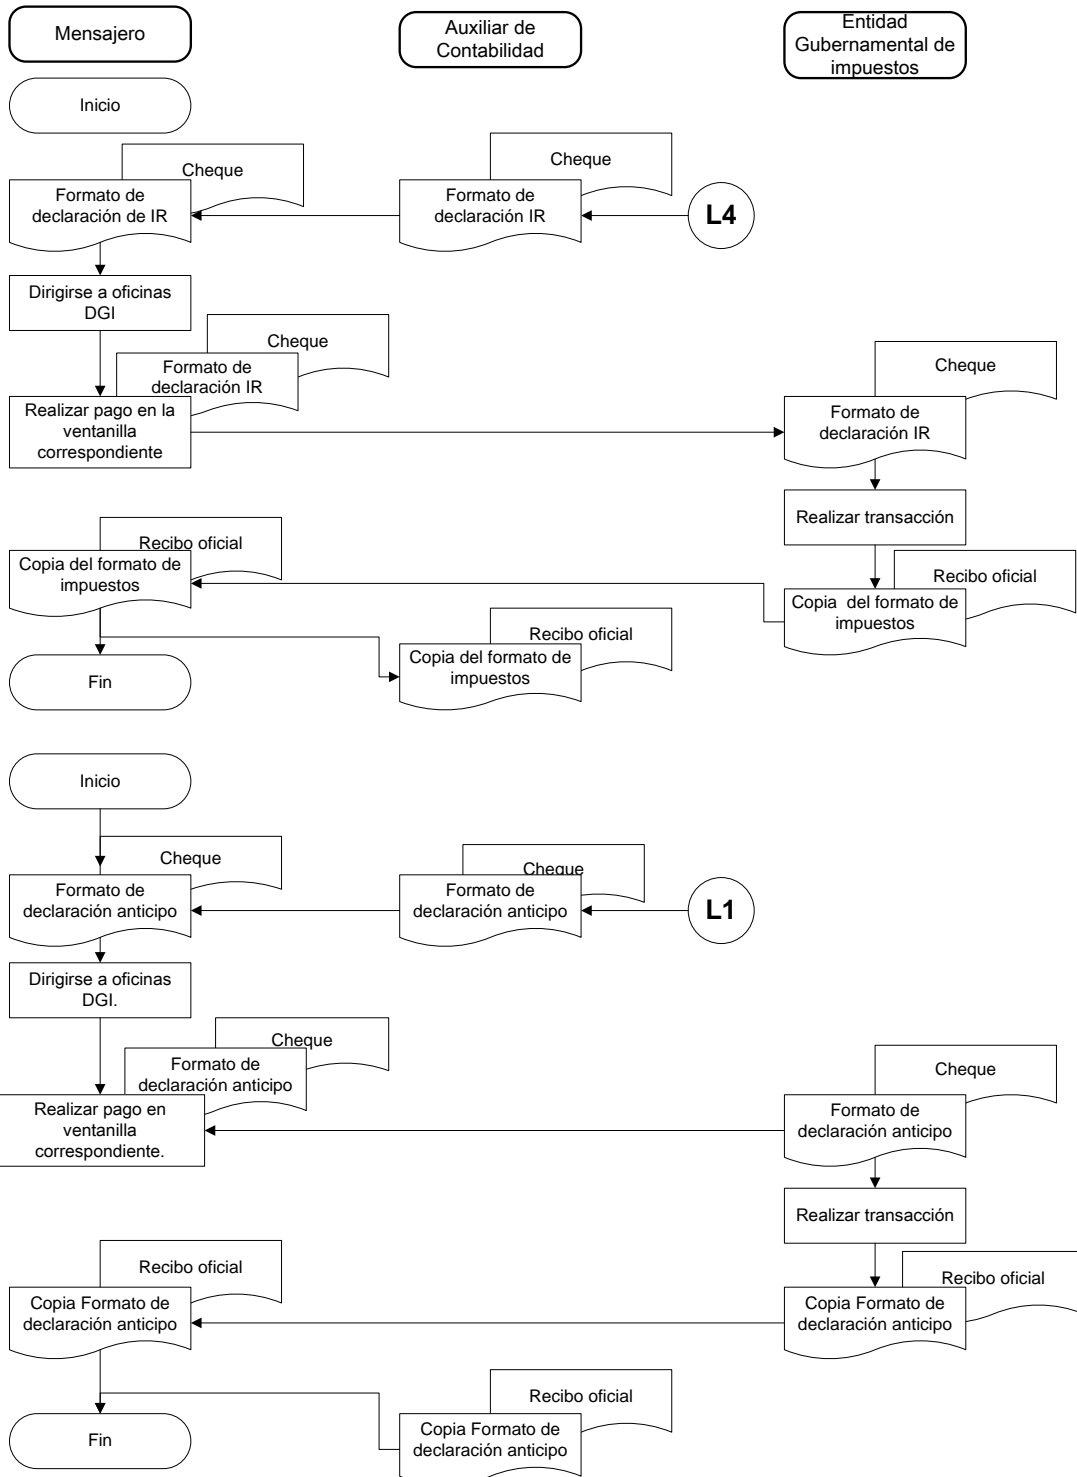 Mensajero
Auxiliar de
Contabilidad
Entidad
Gubernamental de
impuestos
Inicio
Cheque
Formato de
declaración de IR
Cheque
Formato de
declaración IR
L4
Dirigirse a oficinas
DGI
Cheque
Formato de
declaración IR
Realizar pago en la
ventanilla
correspondiente
Cheque
Formato de
declaración IR
Realizar transacción
Recibo oficial
Copia del formato de
impuestos
Recibo oficial
Copia  del formato de
impuestos
Recibo oficial
Copia del formato de
impuestos
Fin
Inicio
Cheque
Formato de
declaración anticipo
Cheque
Formato de
declaración anticipo
L1
Dirigirse a oficinas
DGI.
Cheque
Formato de
declaración anticipo
Realizar pago en
ventanilla
correspondiente.
Cheque
Formato de
declaración anticipo
Realizar transacción
Recibo oficial
Copia Formato de
declaración anticipo
Recibo oficial
Copia Formato de
declaración anticipo
Recibo oficial
Copia Formato de
declaración anticipo
Fin